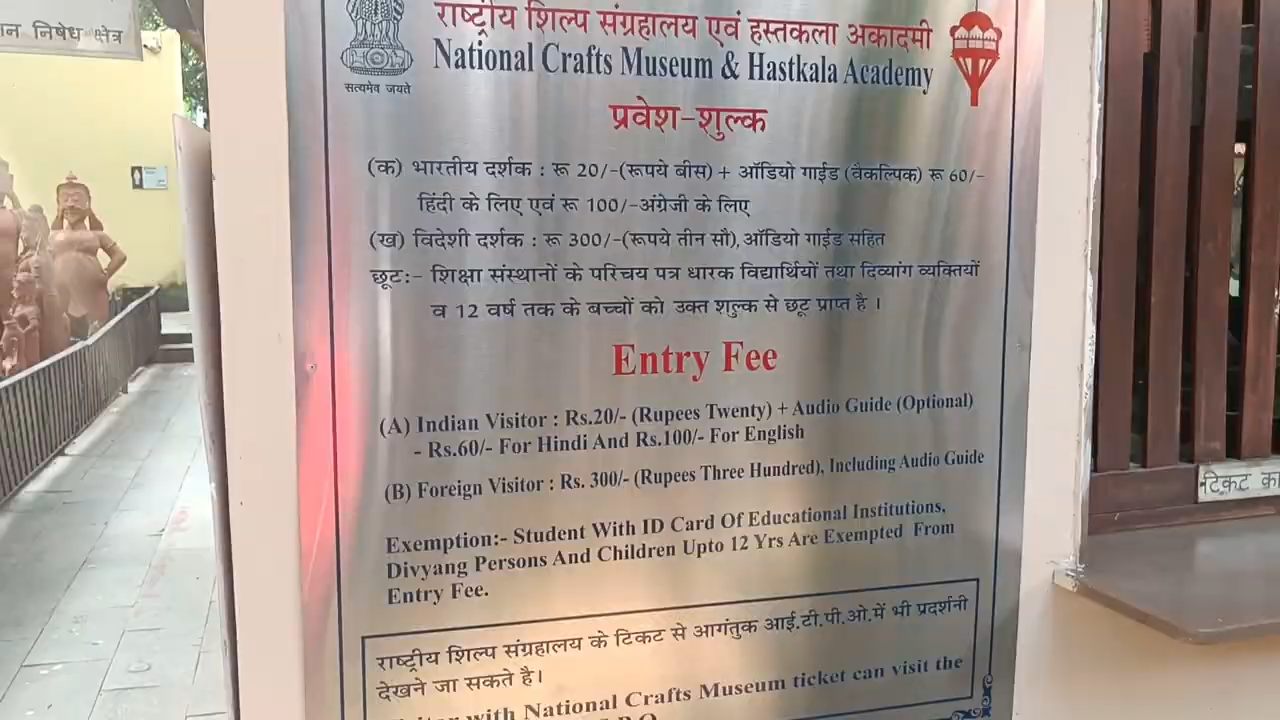 न निषेध क्षेत्र
सत्यमेव जयते
राष्ट्रीय शिल्प संग्रहालय एवं हस्तकला अकादमी
National Crafts Museum & Hastkala Academy
प्रवेश-शुल्क
(क) भारतीय दर्शक : रू 20/-(रूपये बीस) + ऑडियो गाईड (वैकल्पिक) रू 60/-
हिंदी के लिए एवं रू 100/-अंग्रेजी के लिए
(ख) विदेशी दर्शक : रू 300/-(रूपये तीन सौ), ऑडियो गाईड सहित
छूट:- शिक्षा संस्थानों के परिचय पत्र धारक विद्यार्थियों तथा दिव्यांग व्यक्तियों
व 12 वर्ष तक के बच्चों को उक्त शुल्क से छूट प्राप्त है ।
Entry Fee
(A) Indian Visitor : Rs.20/- (Rupees Twenty) + Audio Guide (Optional)
- Rs.60/- For Hindi And Rs.100/- For English
(B) Foreign Visitor : Rs. 300/- (Rupees Three Hundred), Including Audio Guide
Exemption:- Student With ID Card Of Educational Institutions,
Divyang Persons And Children Upto 12 Yrs Are Exempted From
Entry Fee.
राष्ट्रीय शिल्प संग्रहालय के टिकट से आगंतुक आई.टी.पी.ओ.में भी प्रदर्शनी
देखने जा सकते है।
with National Crafts Museum ticket can visit the
टिकट